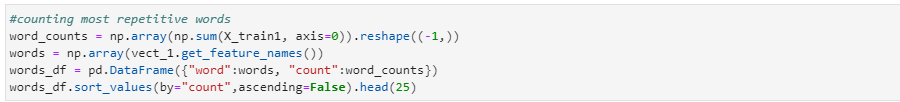 #counting most repetitive words
word_counts = np.array(np.sum(X_train1, axis=0)).reshape((-1,))
words = np.array(vect_1.get_feature_names())
words_df = pd.DataFrame({"word":words, "count":word_counts})
words_df.sort_values(by="count",ascending=False).head(25)